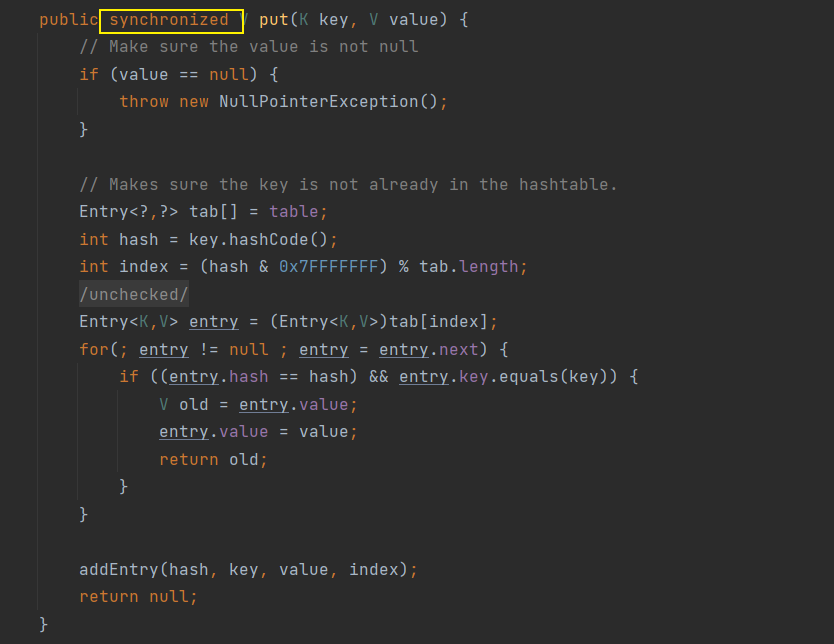 public synchronized V put(K key, V value) {
    // Make sure the value is not null
    if (value == null) {
        throw new NullPointerException();
    }

    // Makes sure the key is not already in the hashtable.
    Entry<?,?> tab[] = table;
    int hash = key.hashCode();
    int index = (hash & 0x7FFFFFFF) % tab.length;
    /unchecked/
    Entry<K,V> entry = (Entry<K,V>)tab[index];
    for(; entry != null ; entry = entry.next) {
        if ((entry.hash == hash) && entry.key.equals(key)) {
            V old = entry.value;
            entry.value = value;
            return old;
        }
    }

    addEntry(hash, key, value, index);
    return null;
}